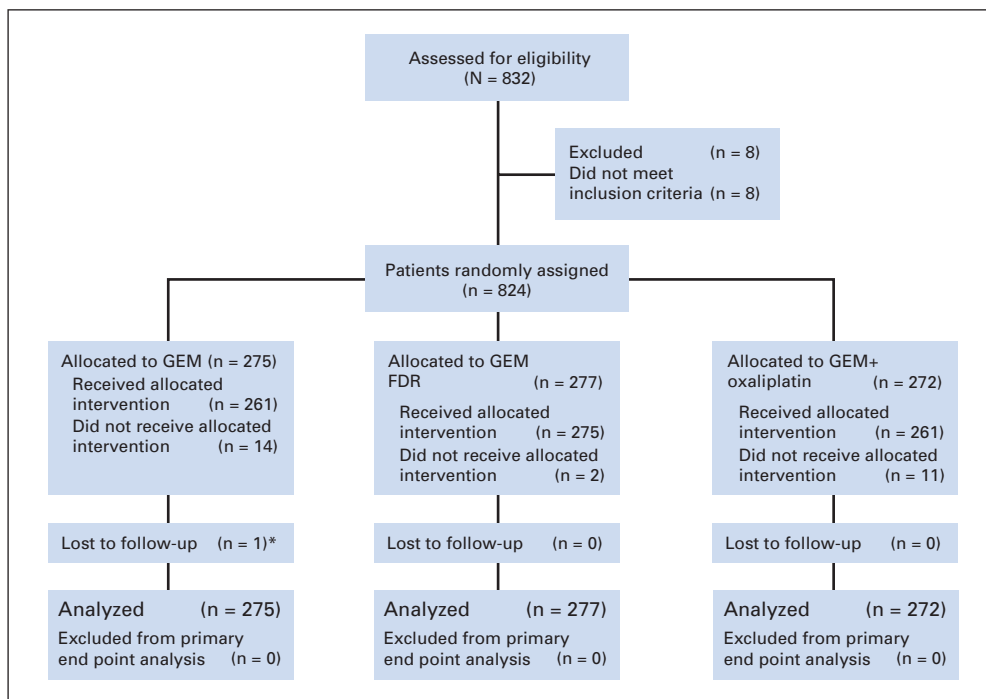 Assessed for eligibility
(N = 832)
Excluded (n = 8)
Did not meet
inclusion criteria (n = 8)
Patients randomly assigned
(n = 824)
Allocated to GEM (n = 275)
Received allocated
intervention (n = 261)
Did not receive allocated
intervention (n = 14)
Allocated to GEM
FDR (n = 277)
Received allocated
intervention (n = 275)
Did not receive allocated
intervention (n = 2)
Allocated to GEM+
oxaliplatin (n = 272)
Received allocated
intervention (n = 261)
Did not receive allocated
intervention (n = 11)
Lost to follow-up (n = 1)*
Lost to follow-up (n = 0)
Lost to follow-up (n = 0)
Analyzed (n = 275)
Excluded from primary
end point analysis (n = 0)
Analyzed (n = 277)
Excluded from primary
end point analysis (n = 0)
Analyzed (n = 272)
Excluded from primary
end point analysis (n = 0)